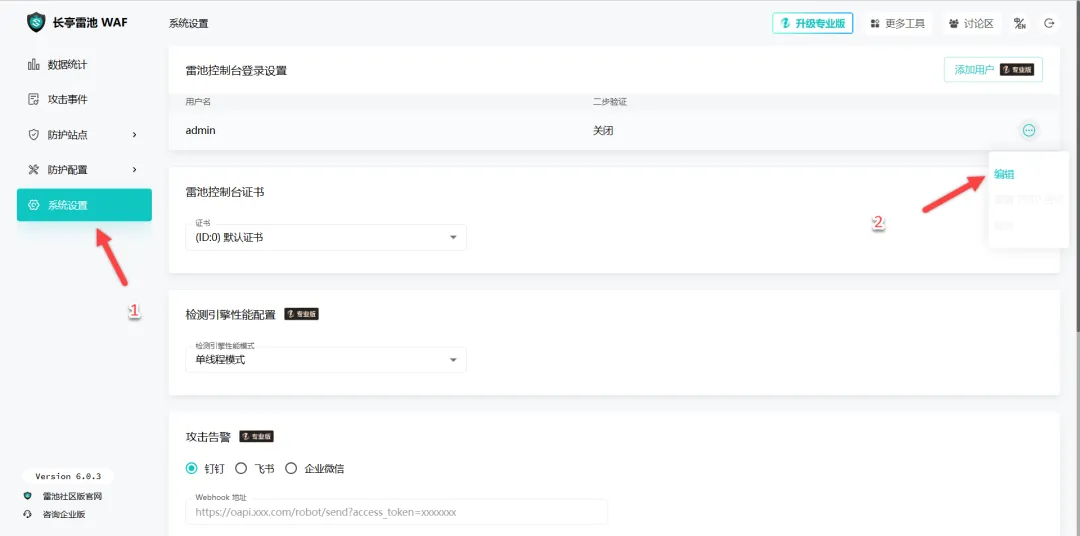 长亭雷池 WAF
系统设置
升级专业版
更多工具
讨论区
数据统计
攻击事件
防护站点
防护配置
系统设置
雷池控制台登录设置
添加用户 专业版
用户名 二步验证
admin 关闭
编辑
雷池控制台证书
证书
(ID:0) 默认证书
1
2
检测引擎性能配置 专业版
检测引擎性能模式
单线程模式
攻击告警 专业版
钉钉 飞书 企业微信
Webhook 地址
https://oapi.xxx.com/robot/send?access_token=xxxxxxx
Version 6.0.3
雷池社区版官网
咨询企业版